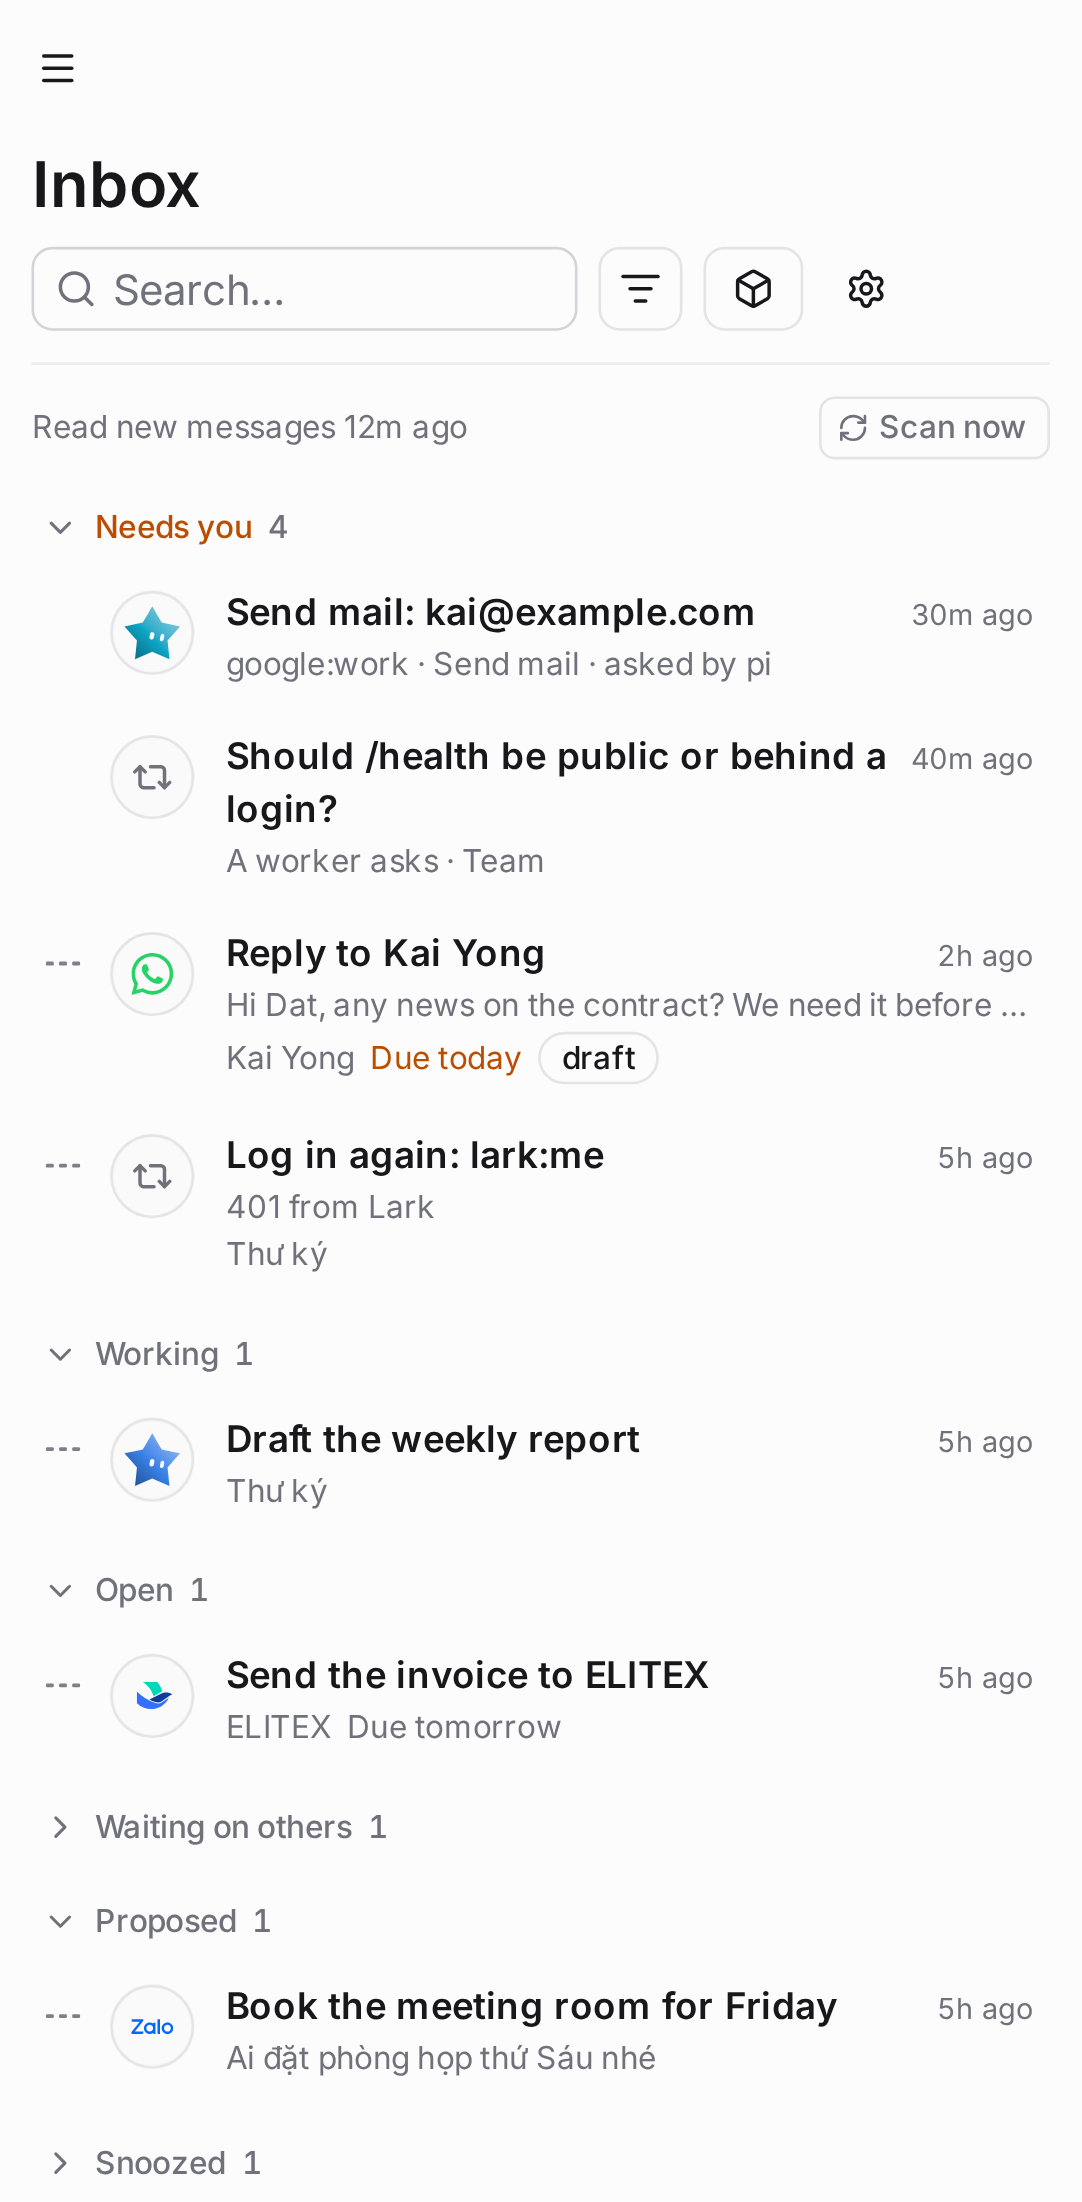 Inbox
Search...
Read new messages 12m ago
Scan now
Needs you 4
Send mail: kai@example.com
30m ago
google:work · Send mail · asked by pi
Should /health be public or behind a login?
40m ago
A worker asks · Team
Reply to Kai Yong
2h ago
Hi Dat, any news on the contract? We need it before ...
Kai Yong Due today draft
Log in again: lark:me
5h ago
401 from Lark
Thư ký
Working 1
Draft the weekly report
5h ago
Thư ký
Open 1
Send the invoice to ELITEX
5h ago
ELITEX Due tomorrow
Waiting on others 1
Proposed 1
Zalo
Book the meeting room for Friday
5h ago
Ai đặt phòng họp thứ Sáu nhé
Snoozed 1